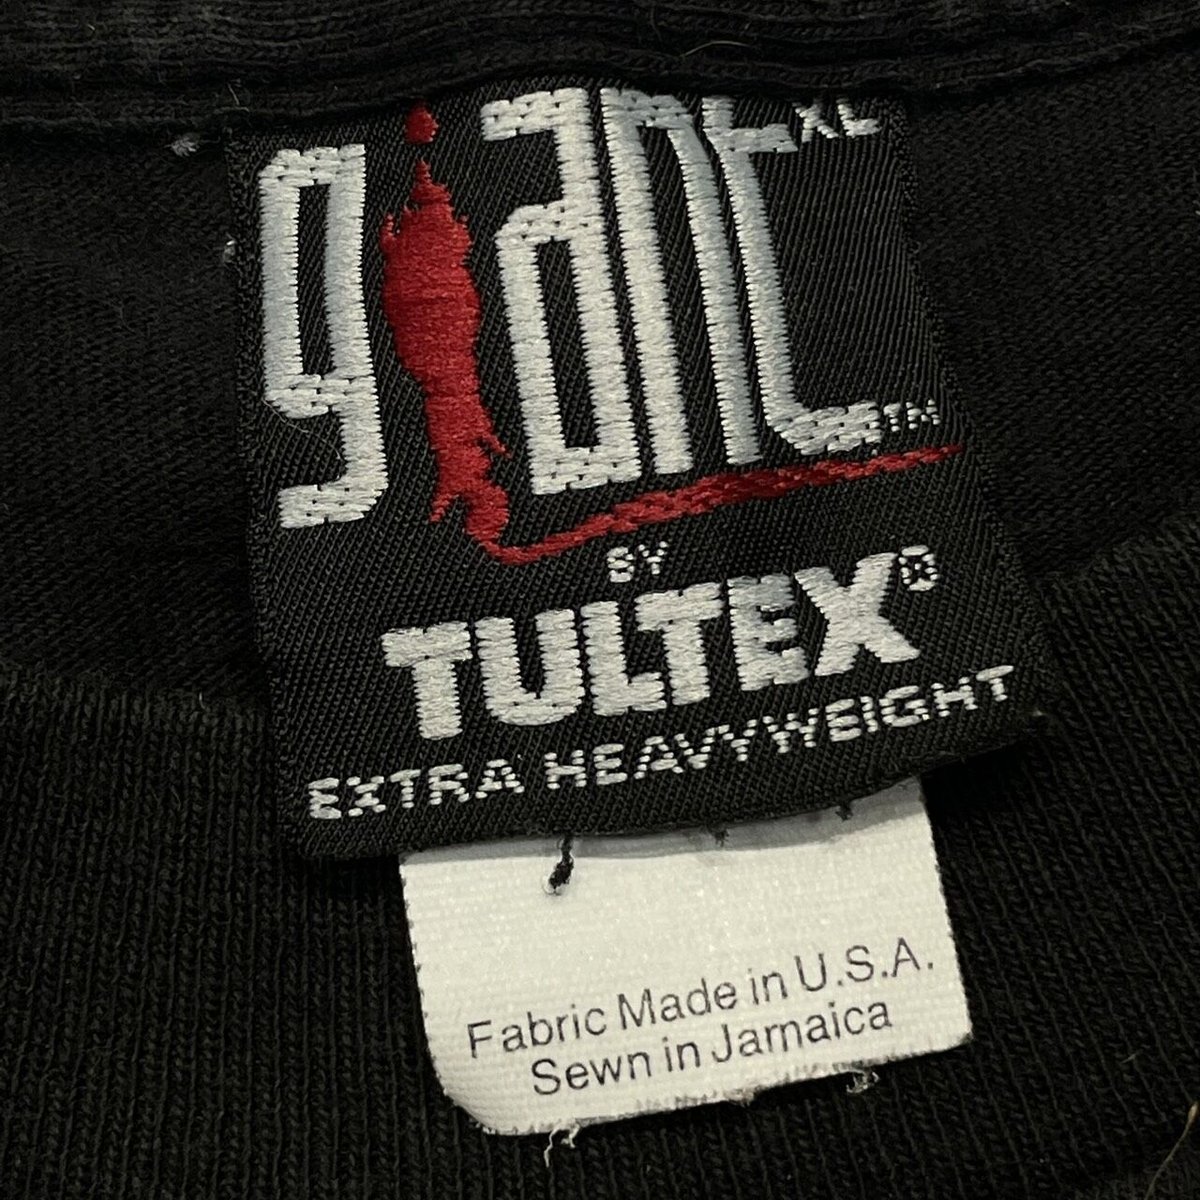 giant XL
TM
BY
TULTEX®
EXTRA HEAVYWEIGHT
Fabric Made in U.S.A.
Sewn in Jamaica